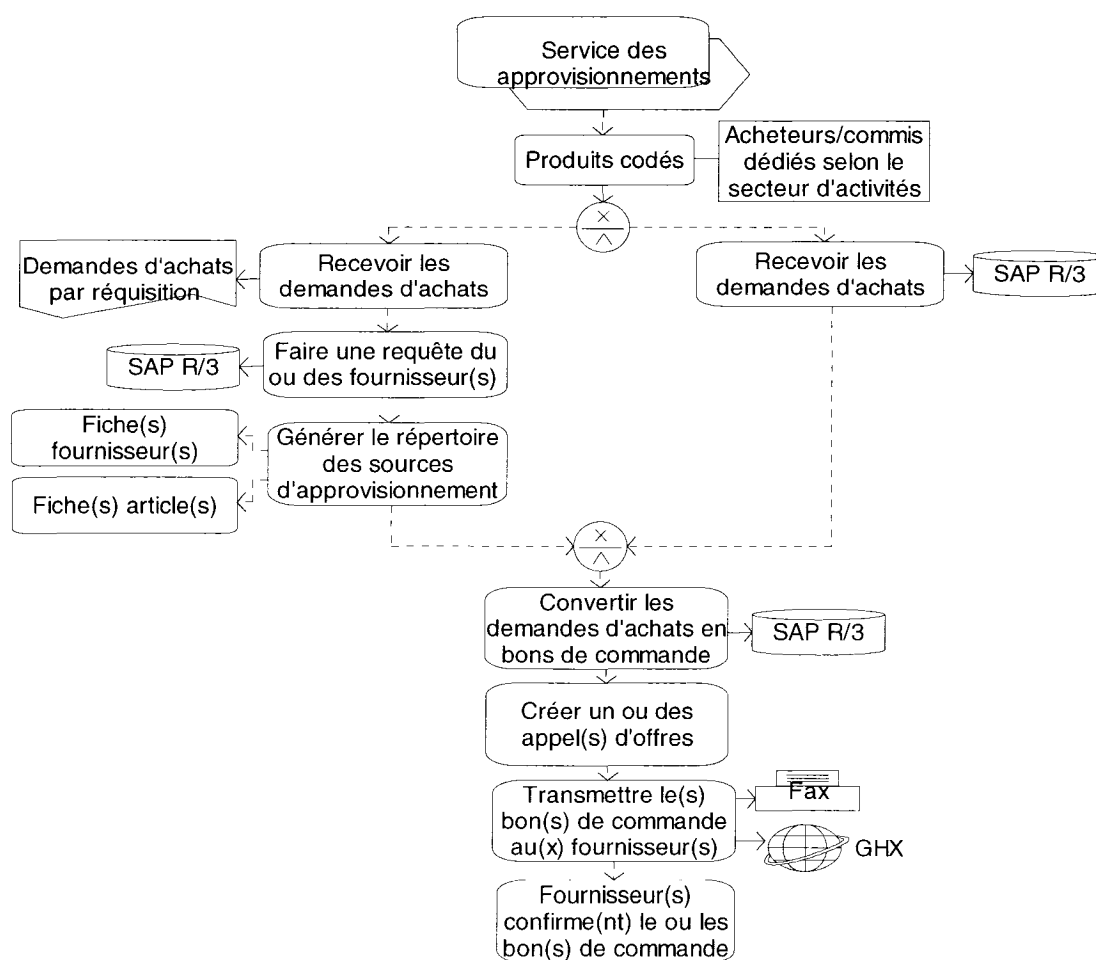 Service des
approvisionnements
Produits codés
Acheteurs/commis
dédiés selon le
secteur d'activités
×
^
Demandes d'achats
par réquisition
Recevoir les
demandes d'achats
Recevoir les
demandes d'achats
SAP R/3
SAP R/3
Faire une requête du
ou des fournisseur(s)
Fiche(s)
fournisseur(s)
Générer le répertoire
des sources
d'approvisionnement
Fiche(s) article(s)
×
^
Convertir les
demandes d'achats en
bons de commande
SAP R/3
Créer un ou des
appel(s) d'offres
Transmettre le(s)
bon(s) de commande
au(x) fournisseur(s)
Fax
GHX
Fournisseur(s)
confirme(nt) le ou les
bon(s) de commande